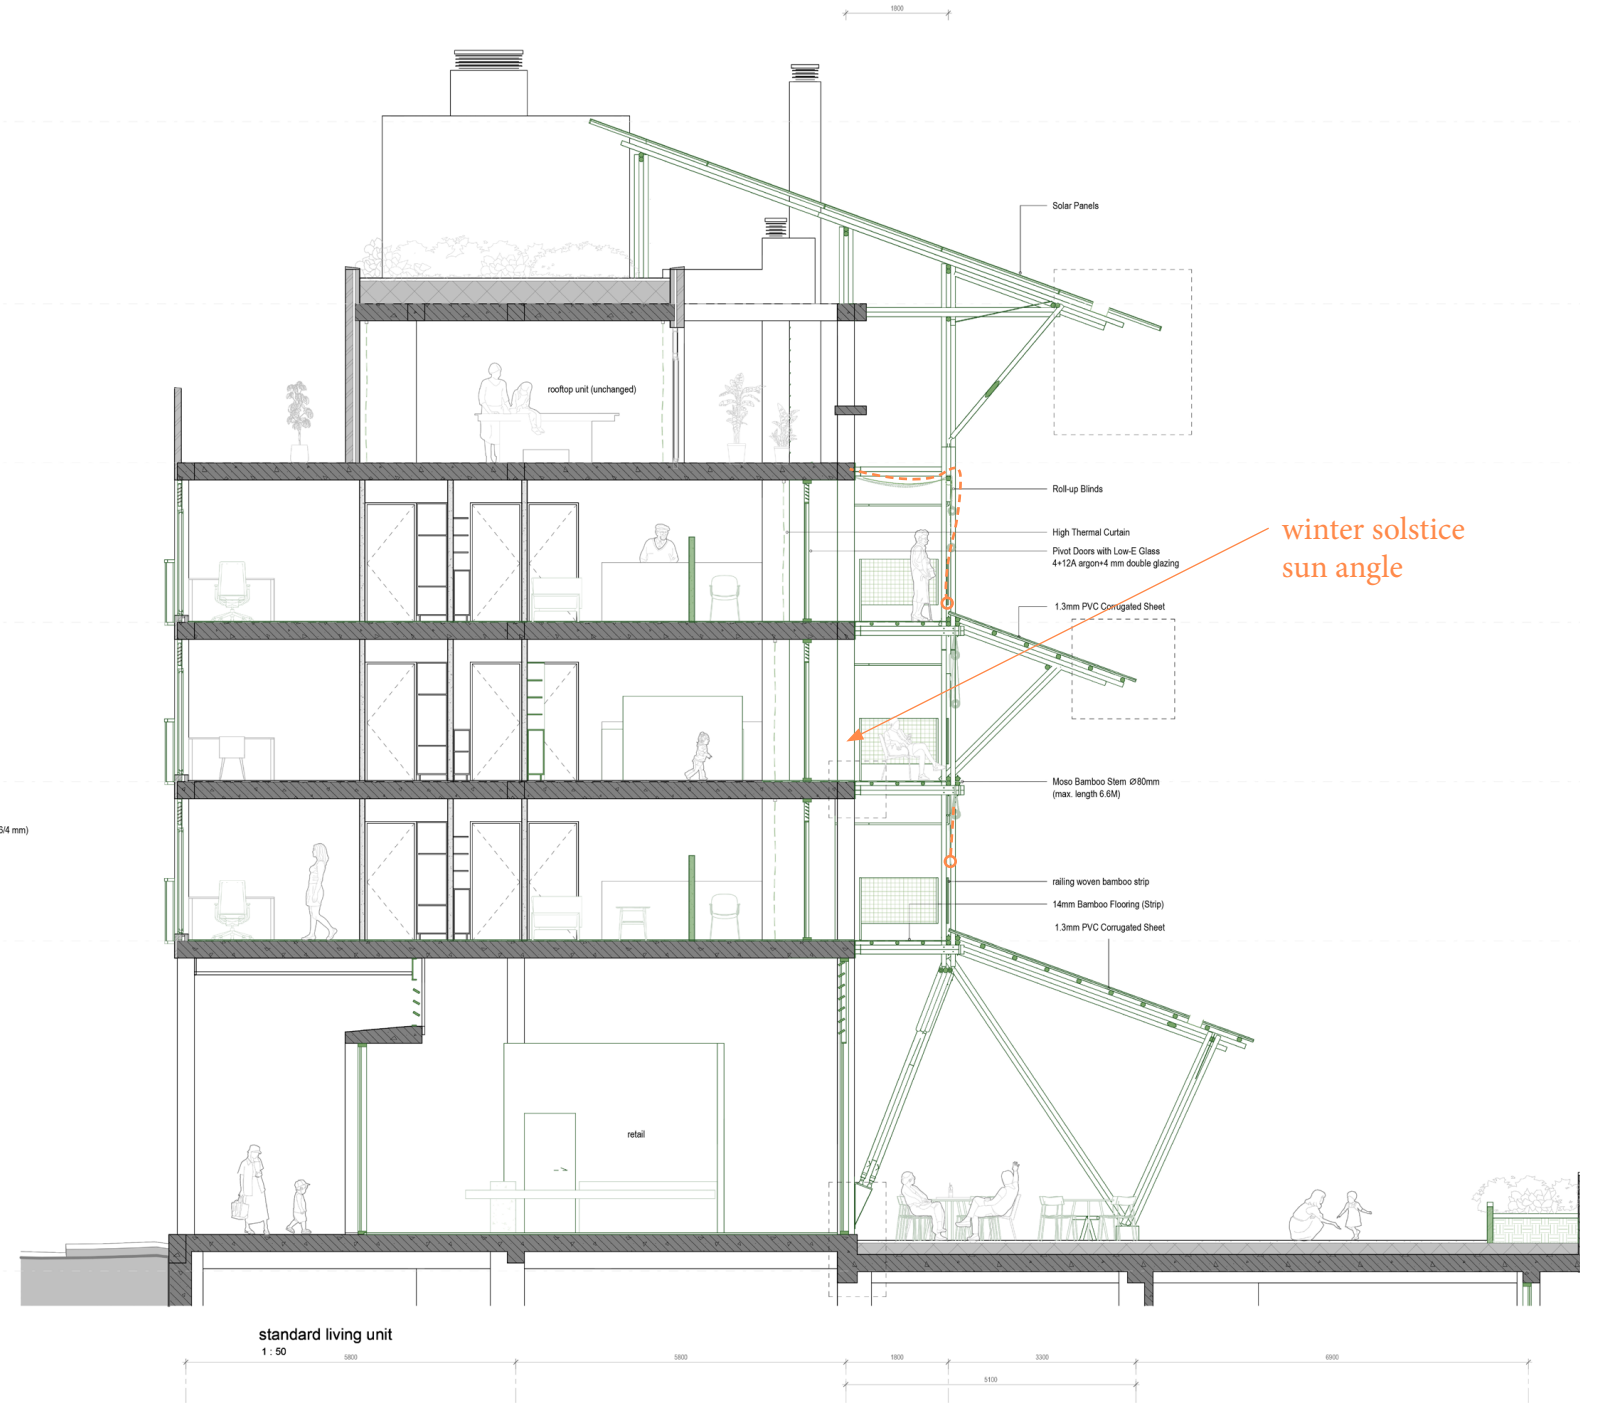 1800
Solar Panels
rooftop unit (unchanged)
Roll-up Blinds
winter solstice
sun angle
High Thermal Curtain
Pivot Doors with Low-E Glass
4+12A argon+4 mm double glazing
1.3mm PVC Corrugated Sheet
Moso Bamboo Stem Ø80mm
(max. length 6.6M)
6/4 mm)
railing woven bamboo strip
14mm Bamboo Flooring (Strip)
1.3mm PVC Corrugated Sheet
retail
standard living unit
1 : 50
5800
5800
1800
3300
6900
5100